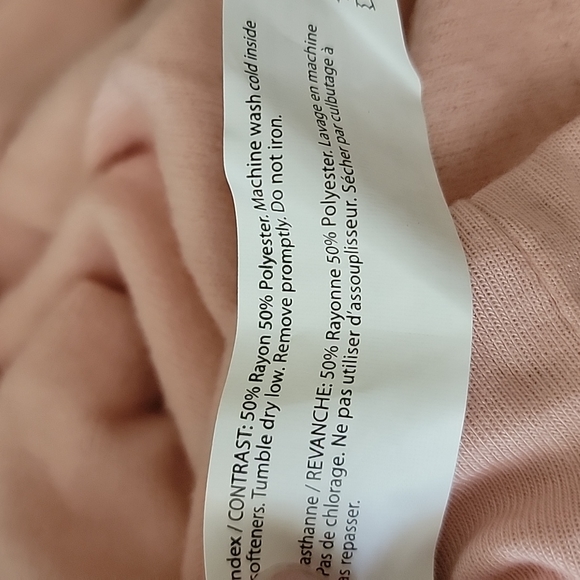 ndex / CONTRAST: 50% Rayon 50% Polyester. Machine wash cold inside
softeners. Tumble dry low. Remove promptly. Do not iron.
asthanne / REVANCHE: 50% Rayonne 50% Polyester. Lavage en machine
Pas de chlorage. Ne pas utiliser d'assouplisseur. Sécher par culbutage à
as repasser.